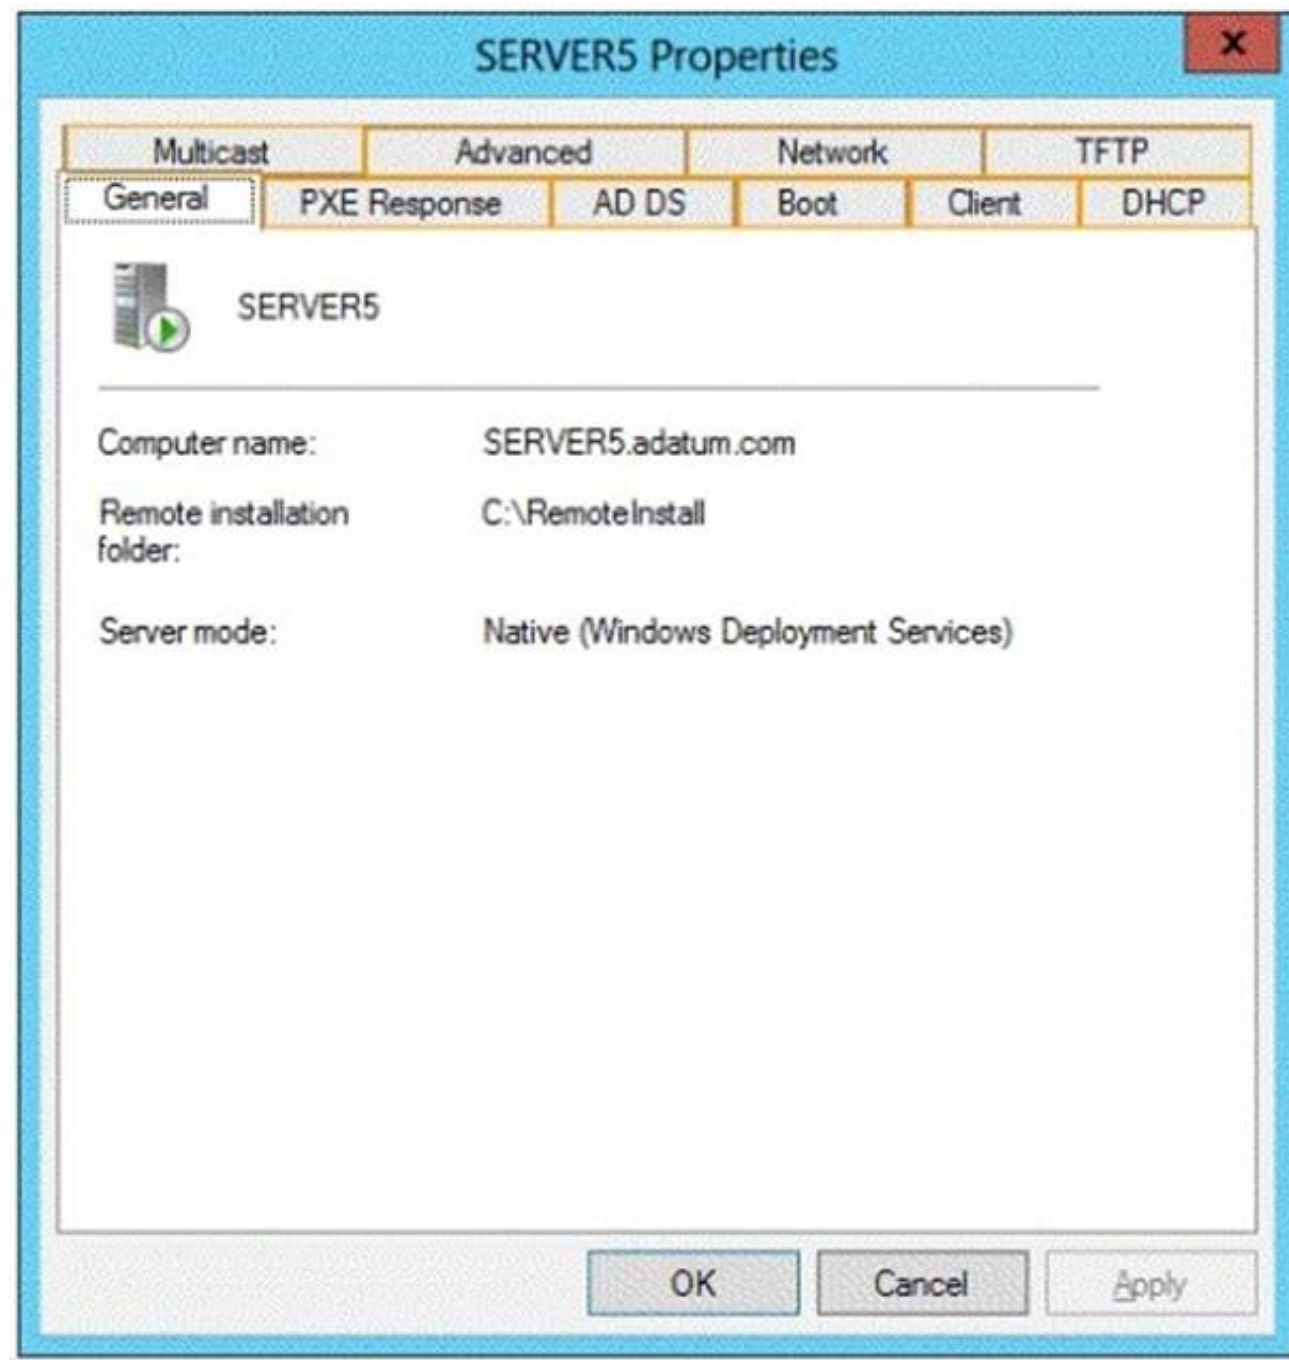 SERVER5 Properties
x
Multicast Advanced Network TFTP
General PXE Response AD DS Boot Client DHCP
SERVER5
Computer name: SERVER5.adatum.com
Remote installation C:\RemoteInstall
folder:
Server mode: Native (Windows Deployment Services)
OK Cancel Apply